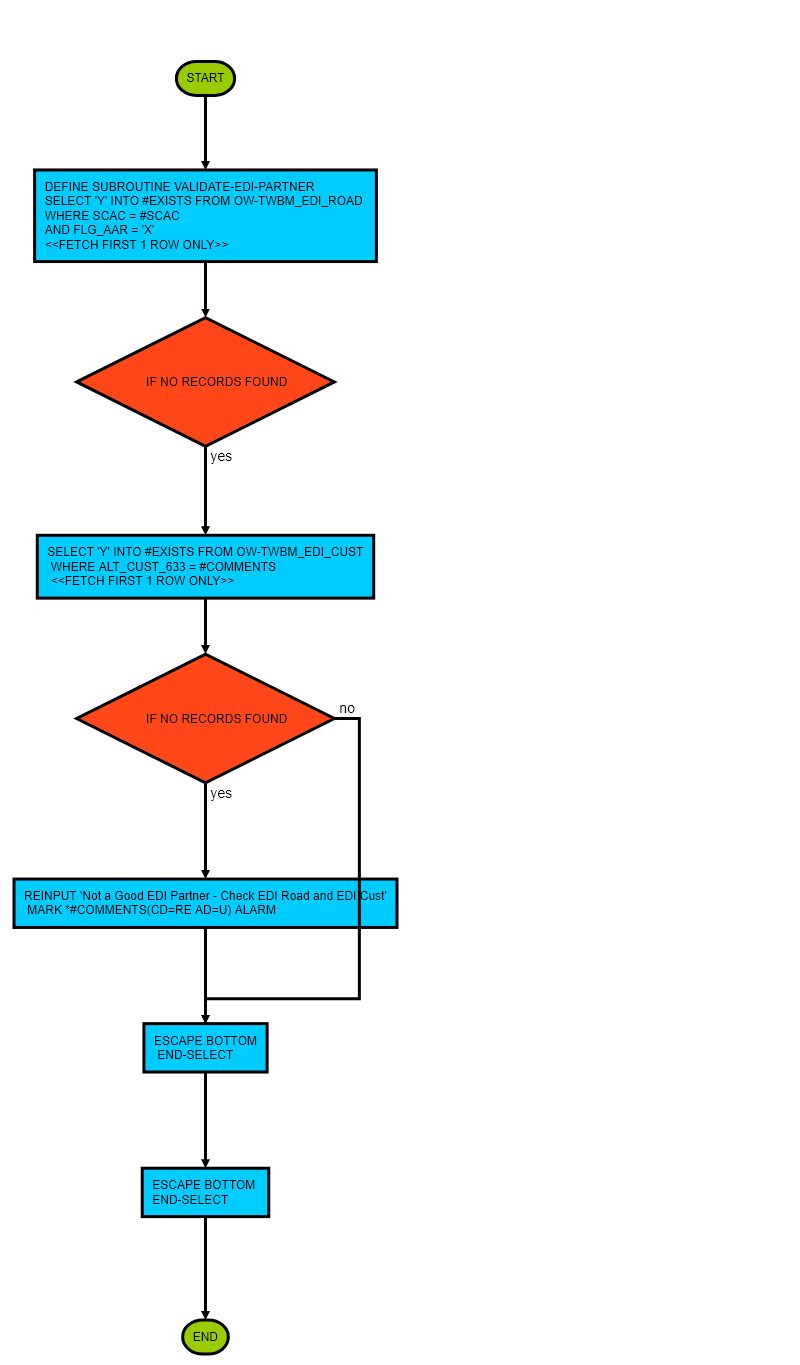 START
DEFINE SUBROUTINE VALIDATE-EDI-PARTNER
SELECT 'Y' INTO #EXISTS FROM OW-TWBM_EDI_ROAD
WHERE SCAC = #SCAC
AND FLG_AAR = 'X'
<<FETCH FIRST 1 ROW ONLY>>
IF NO RECORDS FOUND
yes
SELECT 'Y' INTO #EXISTS FROM OW-TWBM_EDI_CUST
WHERE ALT_CUST_633 = #COMMENTS
<<FETCH FIRST 1 ROW ONLY>>
IF NO RECORDS FOUND
no
yes
REINPUT 'Not a Good EDI Partner - Check EDI Road and EDI Cust'
MARK *#COMMENTS(CD=RE AD=U) ALARM
ESCAPE BOTTOM
END-SELECT
ESCAPE BOTTOM
END-SELECT
END